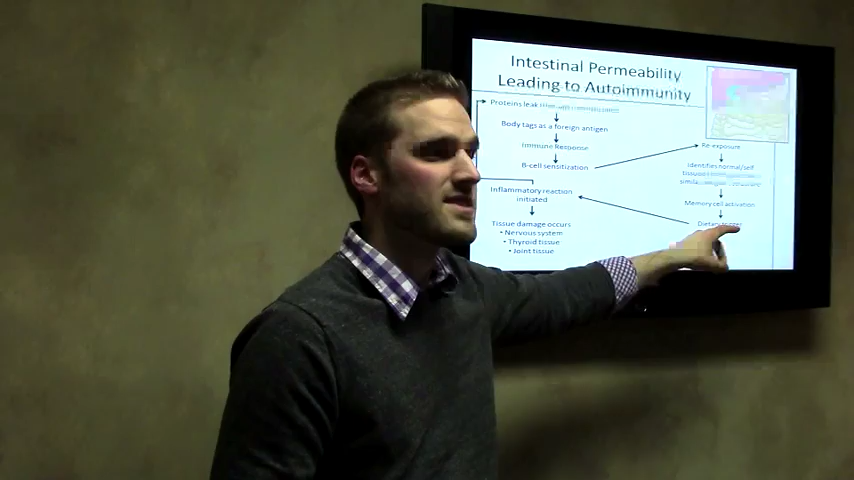 Intestinal Permeability
Leading to Autoimmunity
Proteins leak
Body tags as a foreign antigen
Immune Response
B-cell sensitization
Inflammatory reaction
initiated
Tissue damage occurs
• Nervous system
• Thyroid tissue
• Joint tissue
Re-exposure
Identifies normal/self
Memory cell activation
Dietary